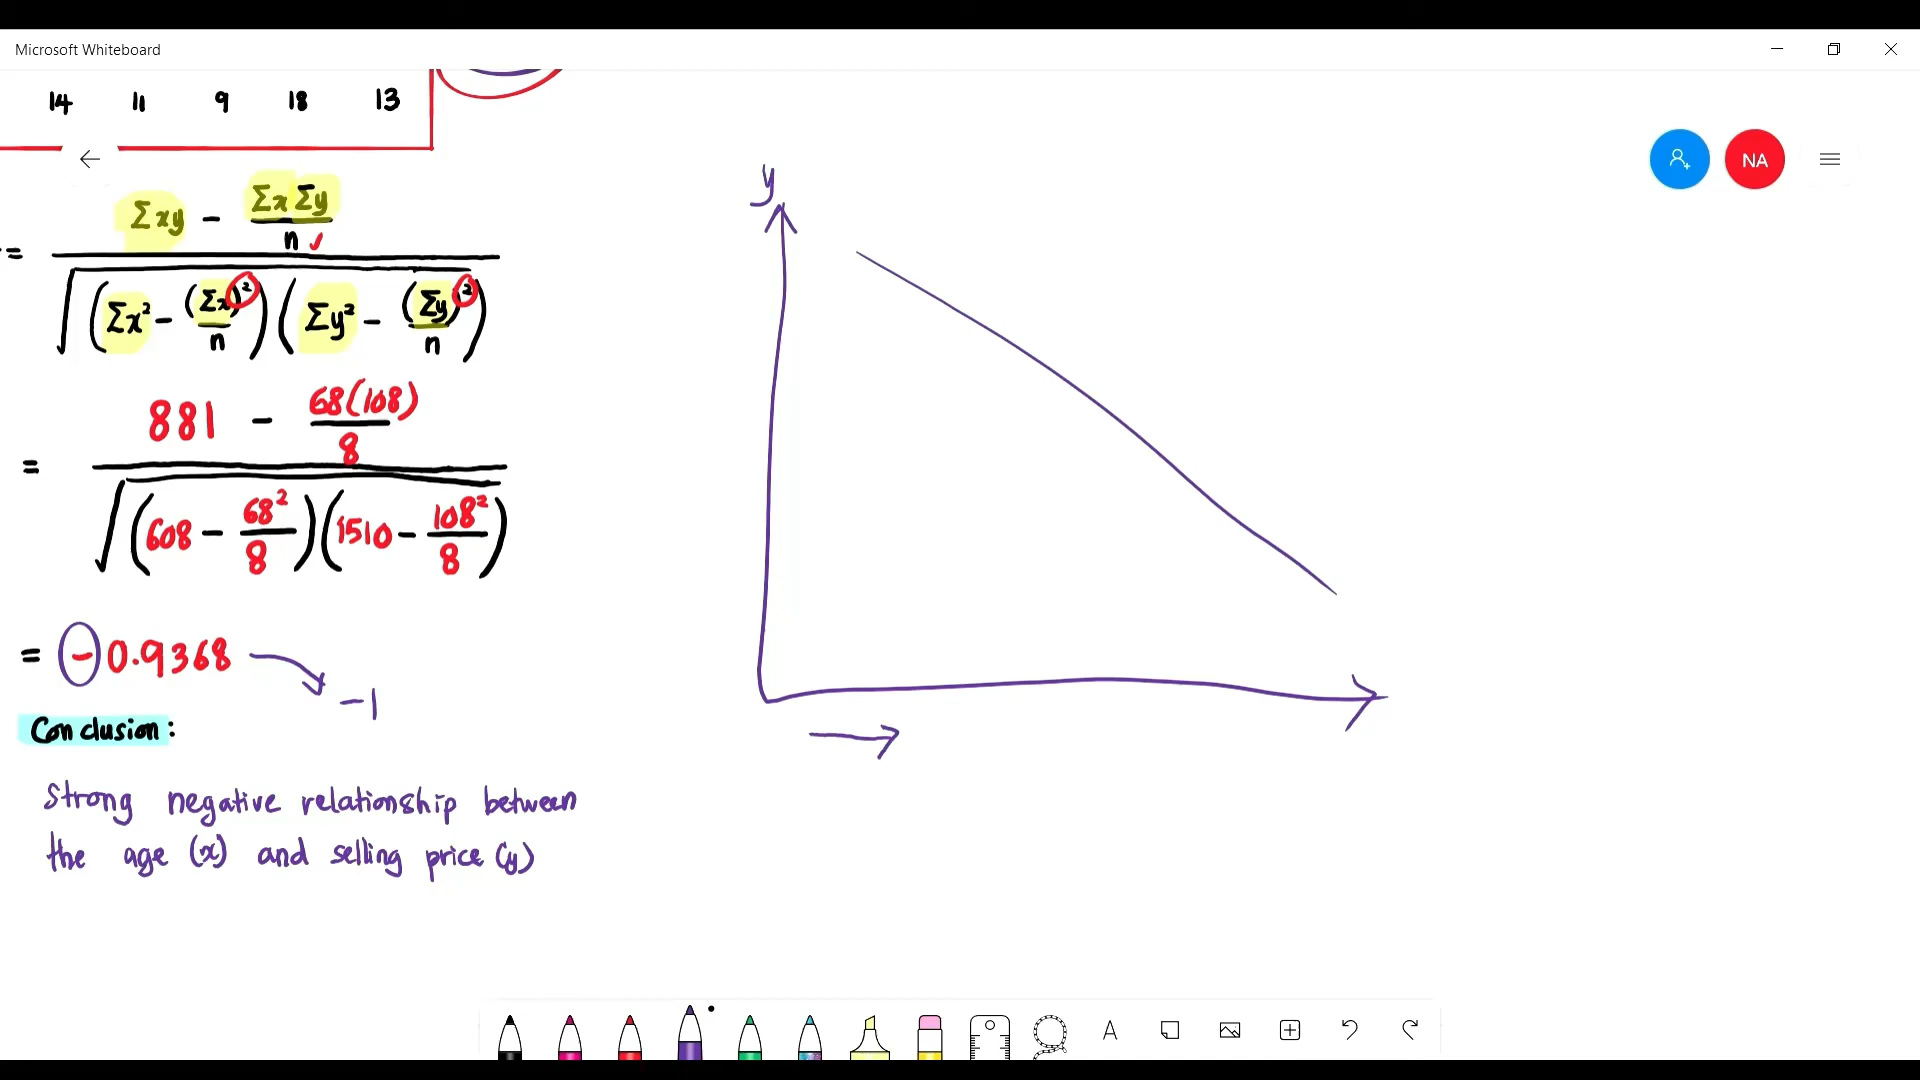 Microsoft Whiteboard
14 11 9 18 13
NA
= (Σxy - (Σx Σy)/n) / √((Σx² - (Σx)²/n)(Σy² - (Σy)²/n))
= (881 - 68(108)/8) / √((608 - 68²/8)(1510 - 108²/8))
= -0.9368
-1
Conclusion:
Strong negative relationship between
the age (x) and selling price (y)
y
A